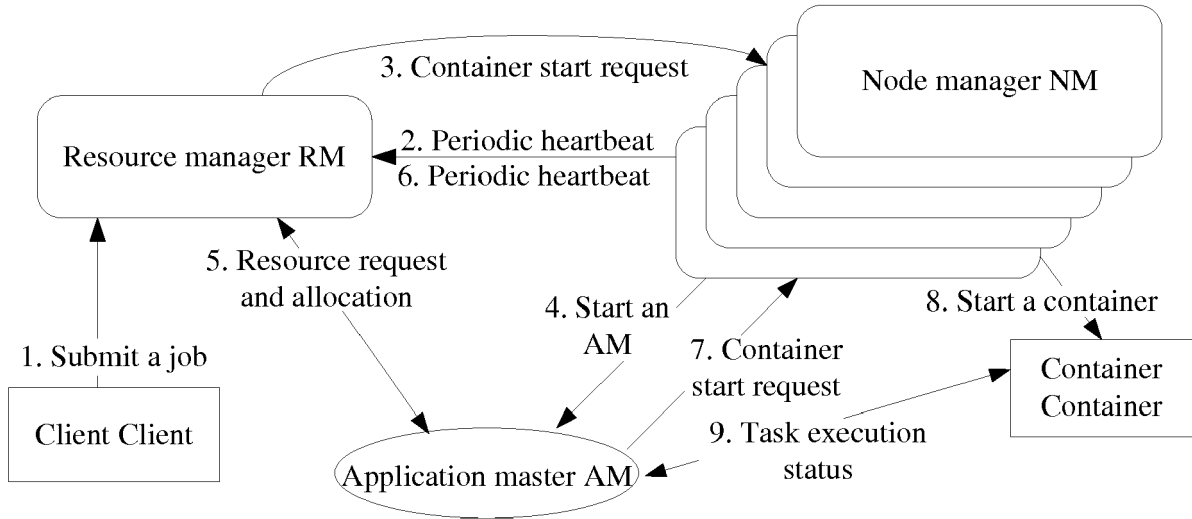 3. Container start request
Node manager NM
Resource manager RM
2. Periodic heartbeat
6. Periodic heartbeat
5. Resource request
and allocation
4. Start an
AM
8. Start a container
7. Container
start request
1. Submit a job
Client Client
Container
Container
9. Task execution
status
Application master AM